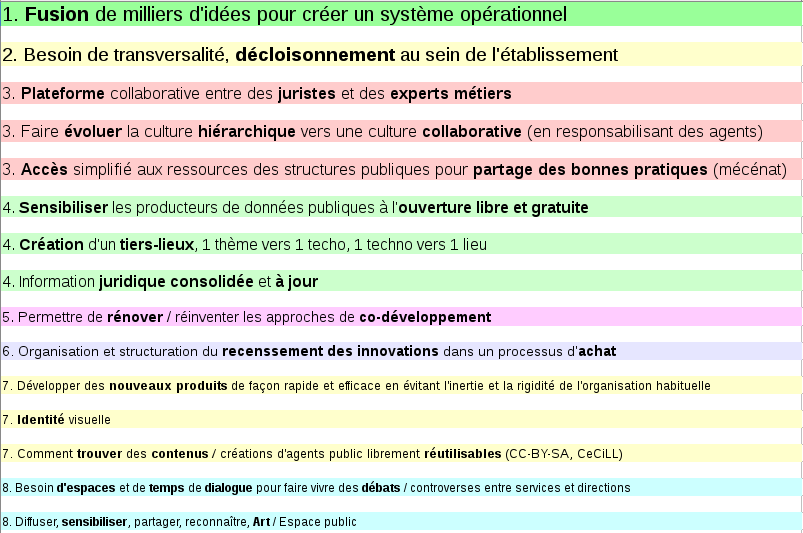 1. Fusion de milliers d'idées pour créer un système opérationnel
2. Besoin de transversalité, décloisonnement au sein de l'établissement
3. Plateforme collaborative entre des juristes et des experts métiers
3. Faire évoluer la culture hiérarchique vers une culture collaborative (en responsabilisant des agents)
3. Accès simplifié aux ressources des structures publiques pour partage des bonnes pratiques (mécénat)
4. Sensibiliser les producteurs de données publiques à l'ouverture libre et gratuite
4. Création d'un tiers-lieux, 1 thème vers 1 techo, 1 techno vers 1 lieu
4. Information juridique consolidée et à jour
5. Permettre de rénover / réinventer les approches de co-développement
6. Organisation et structuration du recenssement des innovations dans un processus d'achat
7. Développer des nouveaux produits de façon rapide et efficace en évitant l'inertie et la rigidité de l'organisation habituelle
7. Identité visuelle
7. Comment trouver des contenus / créations d'agents public librement réutilisables (CC-BY-SA, CeCiLL)
8. Besoin d'espaces et de temps de dialogue pour faire vivre des débats / controverses entre services et directions
8. Diffuser, sensibiliser, partager, reconnaître, Art / Espace public